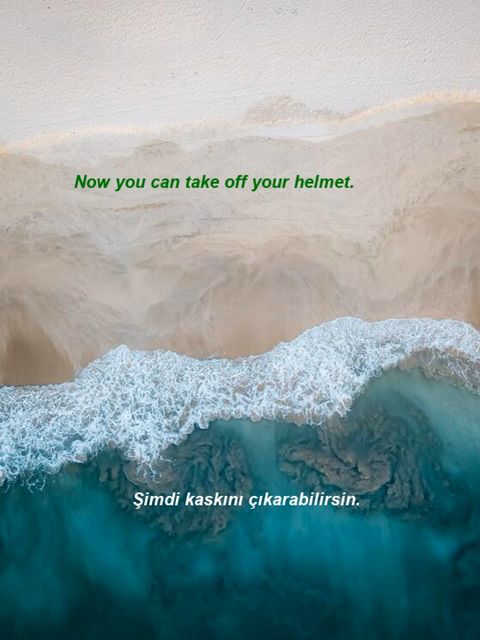 Now you can take off your helmet.
Şimdi kaskını çıkarabilirsin.